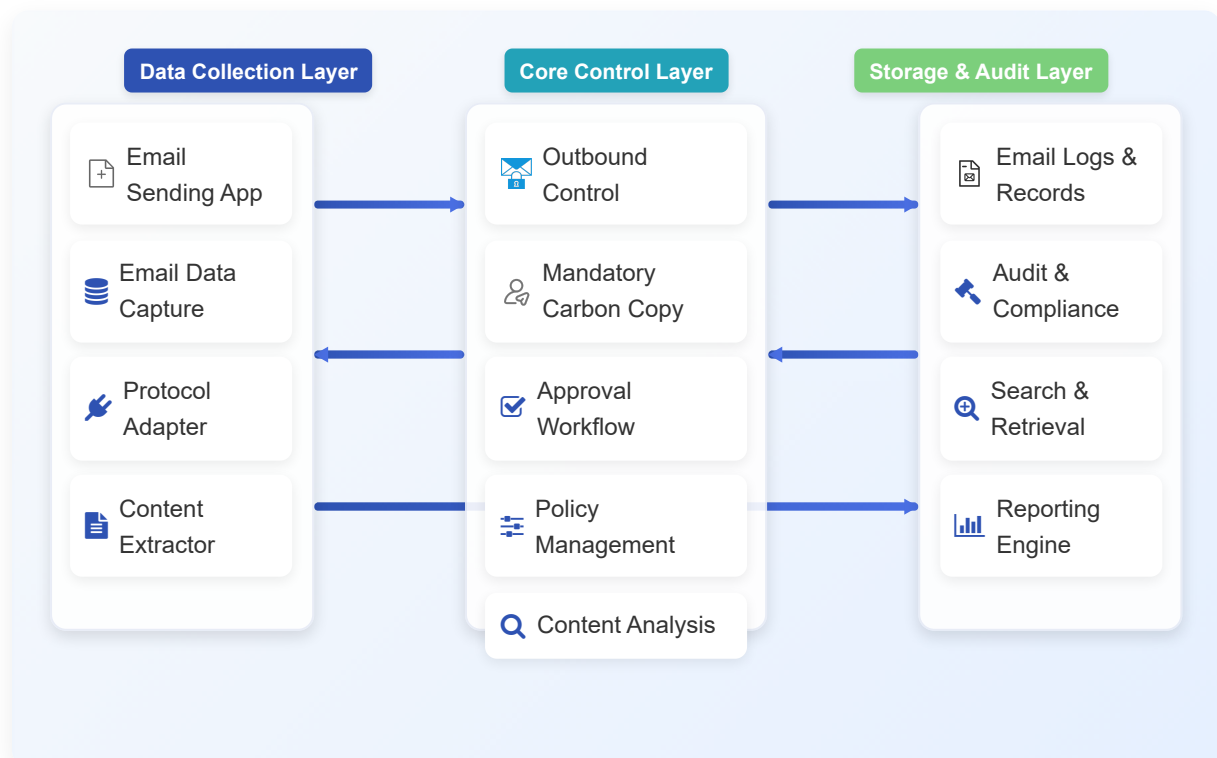 Data Collection Layer
Email
Sending App
Email Data
Capture
Protocol
Adapter
Content
Extractor
Core Control Layer
Outbound
Control
Mandatory
Carbon Copy
Approval
Workflow
Policy
Management
Content Analysis
Storage & Audit Layer
Email Logs &
Records
Audit &
Compliance
Search &
Retrieval
Reporting
Engine